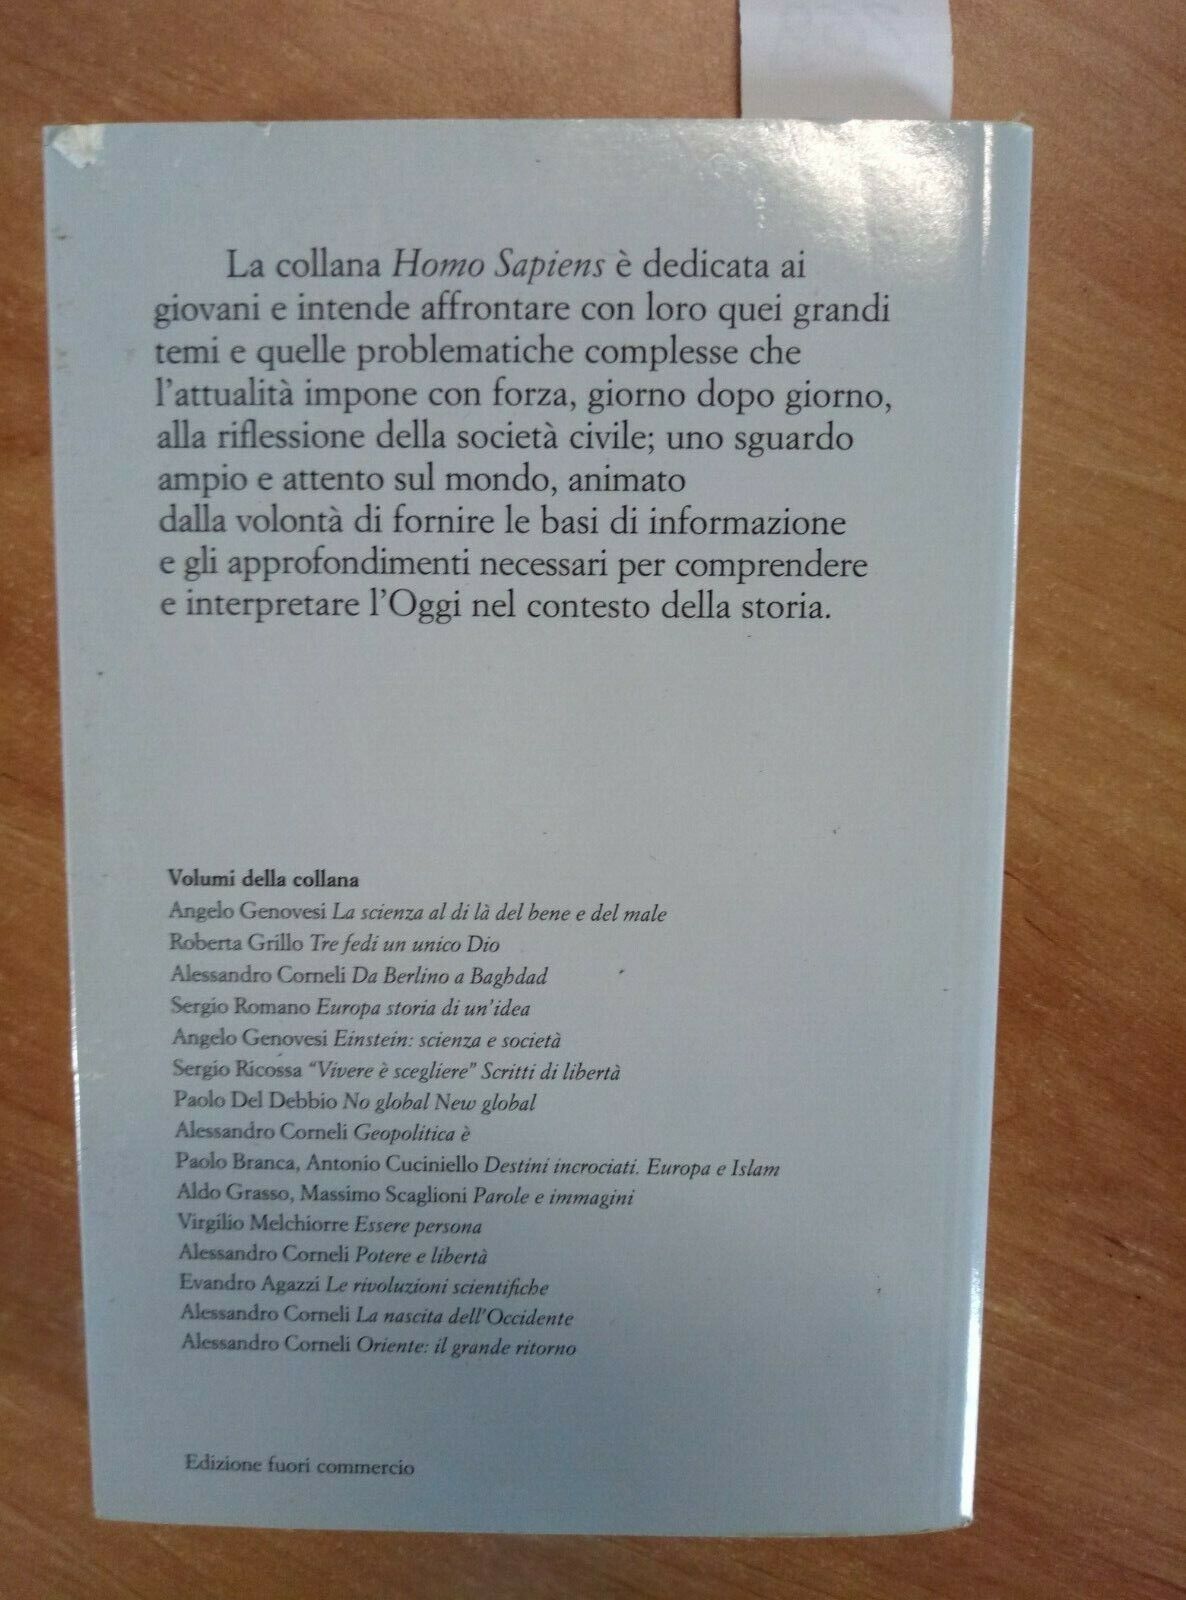 La collana Homo Sapiens è dedicata ai
giovani e intende affrontare con loro quei grandi
temi e quelle problematiche complesse che
l'attualità impone con forza, giorno dopo giorno,
alla riflessione della società civile; uno sguardo
ampio e attento sul mondo, animato
dalla volontà di fornire le basi di informazione
e gli approfondimenti necessari per comprendere
e interpretare l'Oggi nel contesto della storia.
Volumi della collana
Angelo Genovesi La scienza al di là del bene e del male
Roberta Grillo Tre fedi un unico Dio
Alessandro Corneli Da Berlino a Baghdad
Sergio Romano Europa storia di un'idea
Angelo Genovesi Einstein: scienza e società
Sergio Ricossa "Vivere è scegliere" Scritti di libertà
Paolo Del Debbio No global New global
Alessandro Corneli Geopolitica è
Paolo Branca, Antonio Cuciniello Destini incrociati. Europa e Islam
Aldo Grasso, Massimo Scaglioni Parole e immagini
Virgilio Melchiorre Essere persona
Alessandro Corneli Potere e libertà
Evandro Agazzi Le rivoluzioni scientifiche
Alessandro Corneli La nascita dell'Occidente
Alessandro Corneli Oriente: il grande ritorno
Edizione fuori commercio